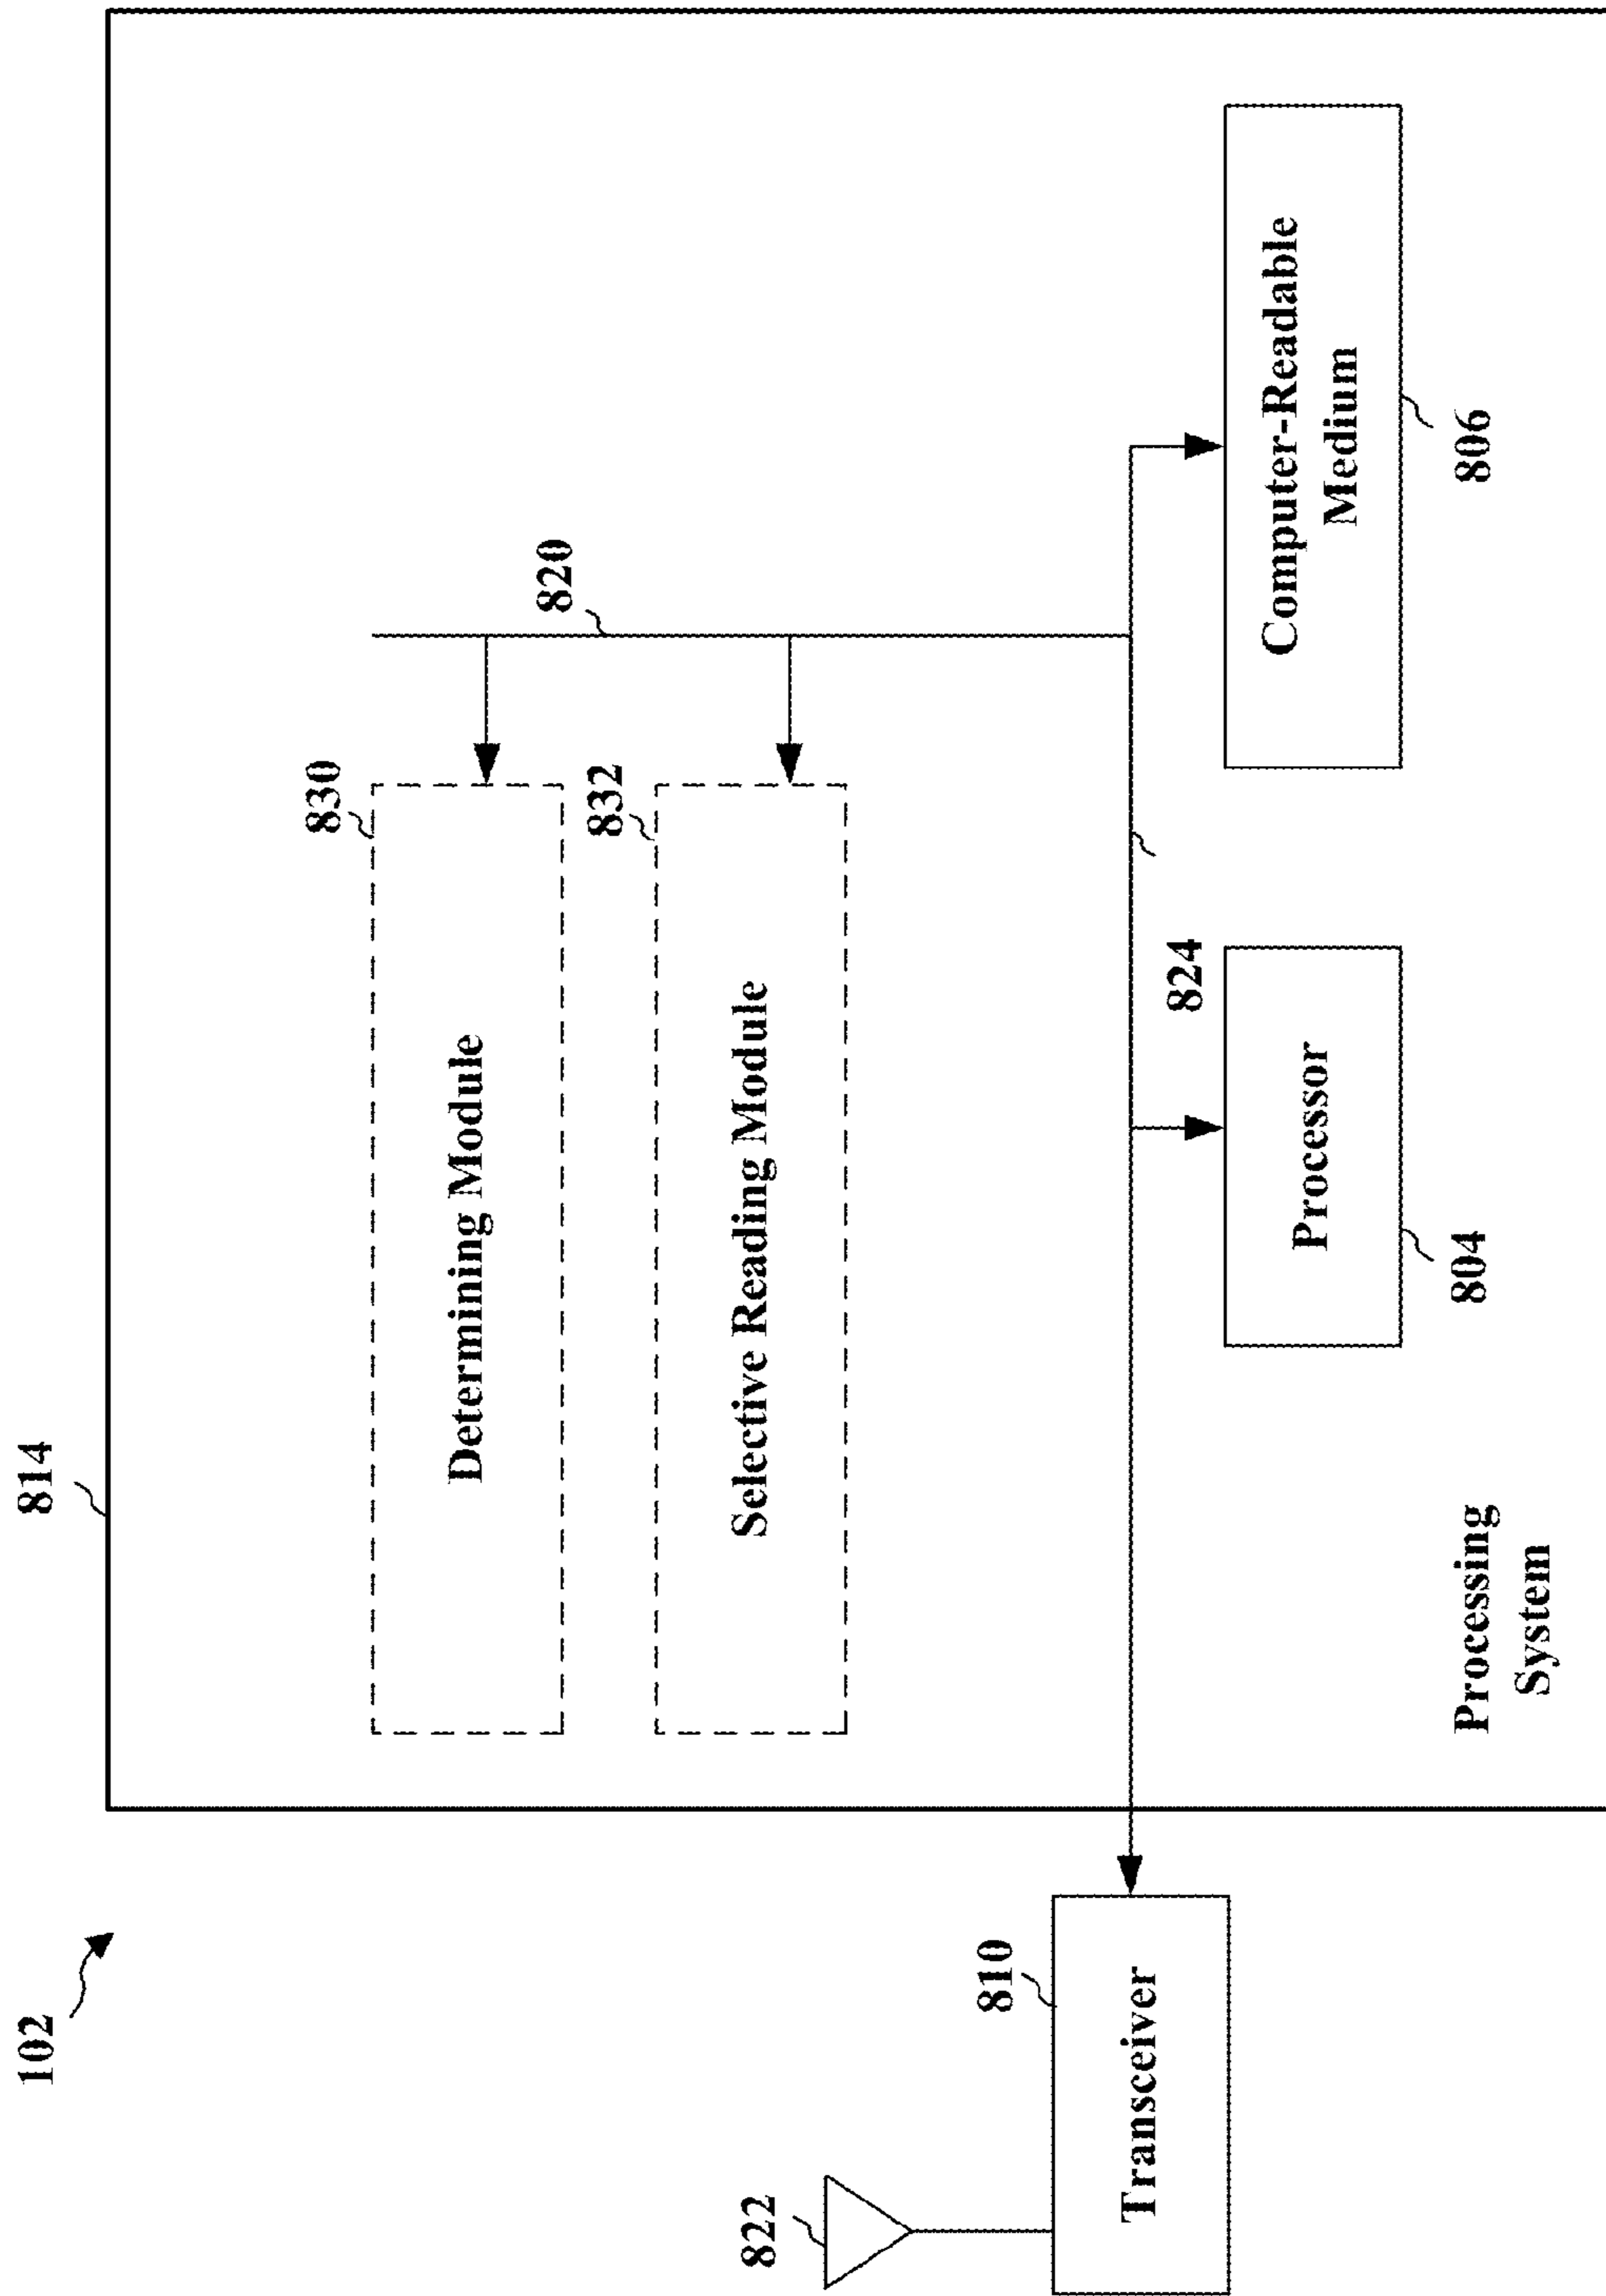 102
814
830
Determining Module
820
832
Selective Reading Module
822
810
Transceiver
824
Processor
804
Computer-Readable
Medium
806
Processing
System